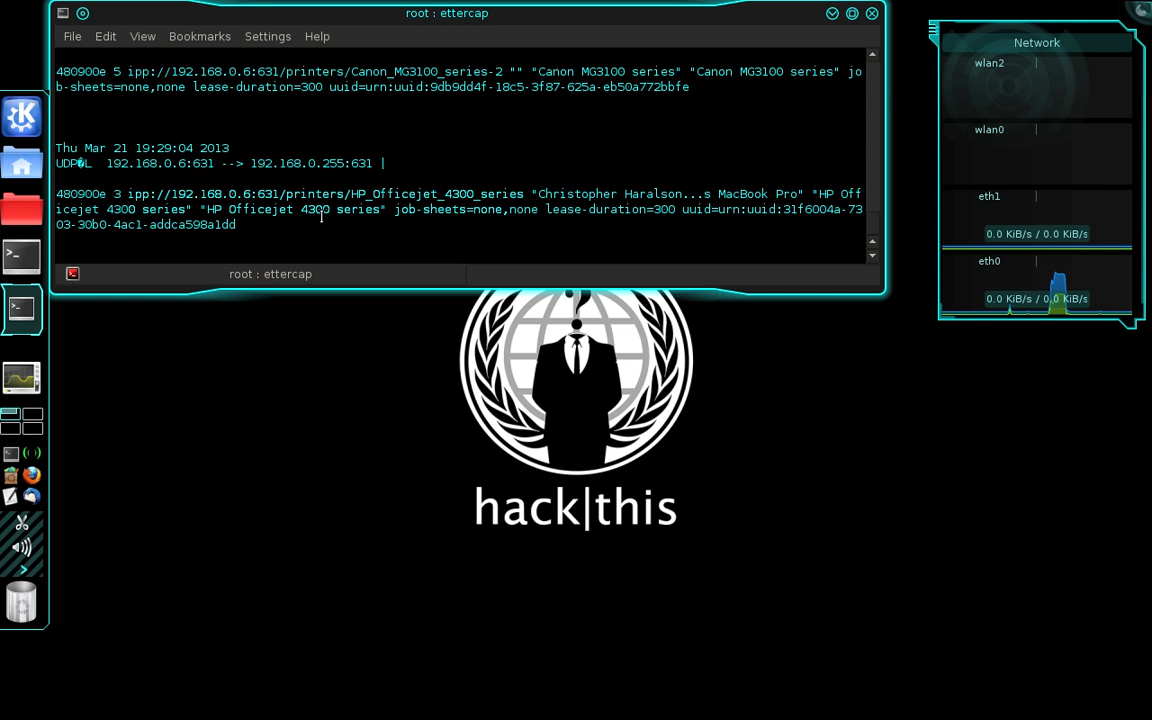 root : ettercap
File Edit View Bookmarks Settings Help
480900e 5 ipp://192.168.0.6:631/printers/Canon_MG3100_series-2 "" "Canon MG3100 series" "Canon MG3100 series" jo
b-sheets=none,none lease-duration=300 uuid=urn:uuid:9db9dd4f-18c5-3f87-625a-eb50a772bbfe
Thu Mar 21 19:29:04 2013
UDP�L 192.168.0.6:631 --> 192.168.0.255:631 |
480900e 3 ipp://192.168.0.6:631/printers/HP_Officejet_4300_series "Christopher Haralson...s MacBook Pro" "HP Off
icejet 4300 series" "HP Officejet 4300 series" job-sheets=none,none lease-duration=300 uuid=urn:uuid:31f6004a-73
03-30b0-4ac1-addca598a1dd
root : ettercap
Network
wlan2
wlan0
eth1
0.0 KiB/s / 0.0 KiB/s
eth0
0.0 KiB/s / 0.0 KiB/s
hack|this